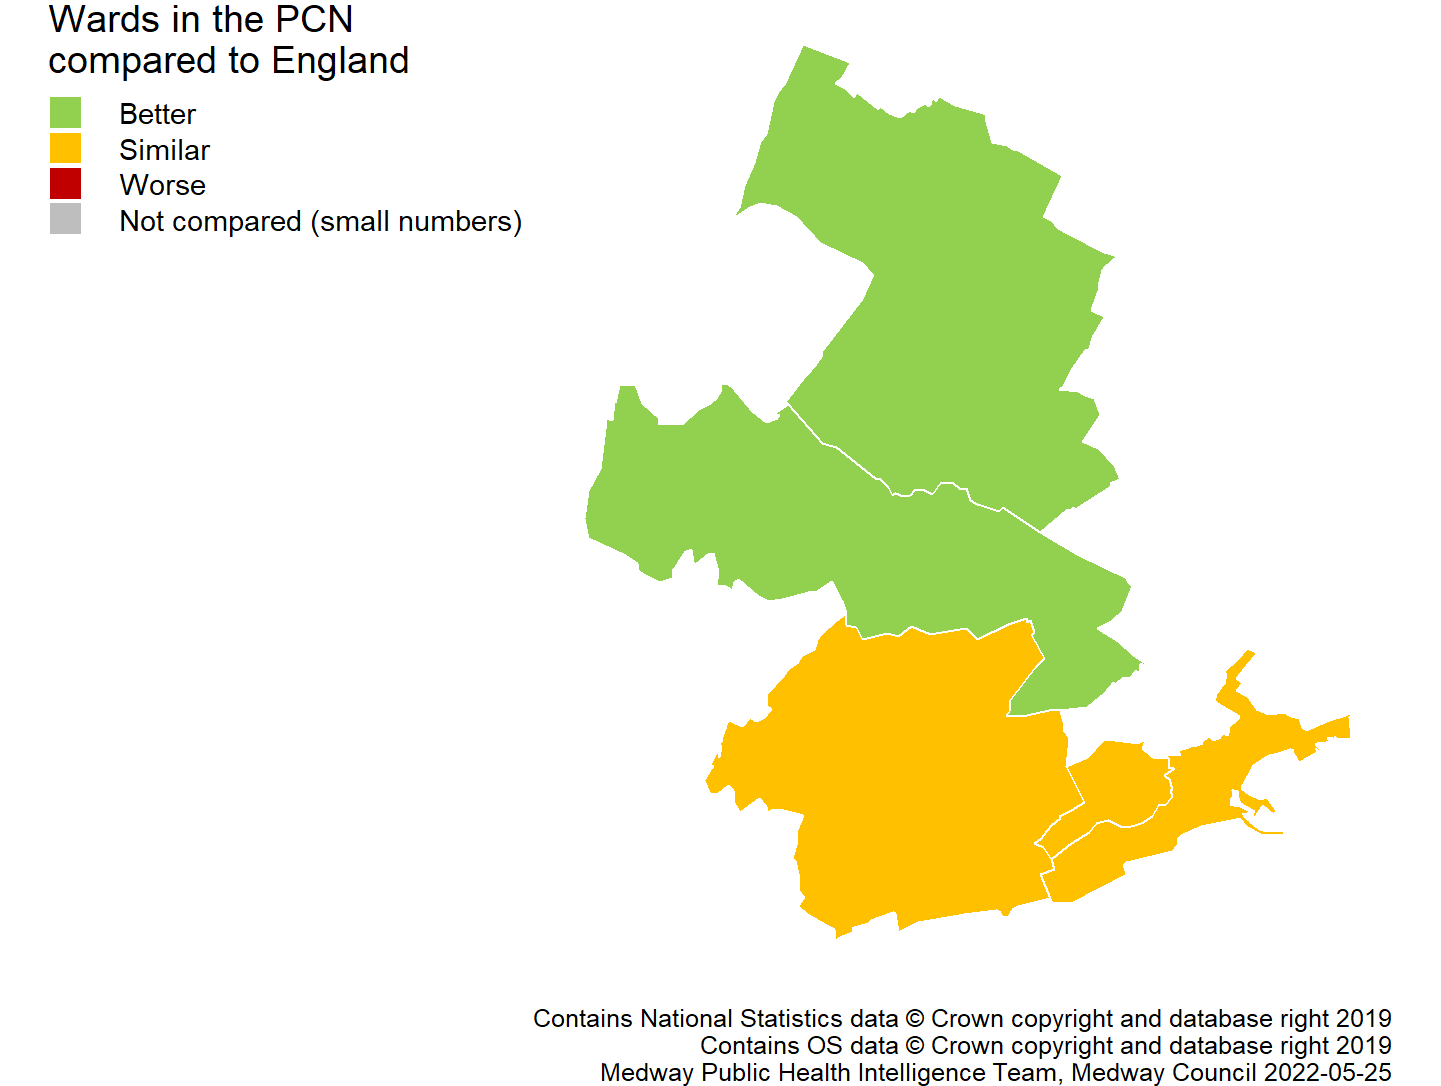 Wards in the PCN
compared to England
Better
Similar
Worse
Not compared (small numbers)
Contains National Statistics data © Crown copyright and database right 2019
Contains OS data © Crown copyright and database right 2019
Medway Public Health Intelligence Team, Medway Council 2022-05-25